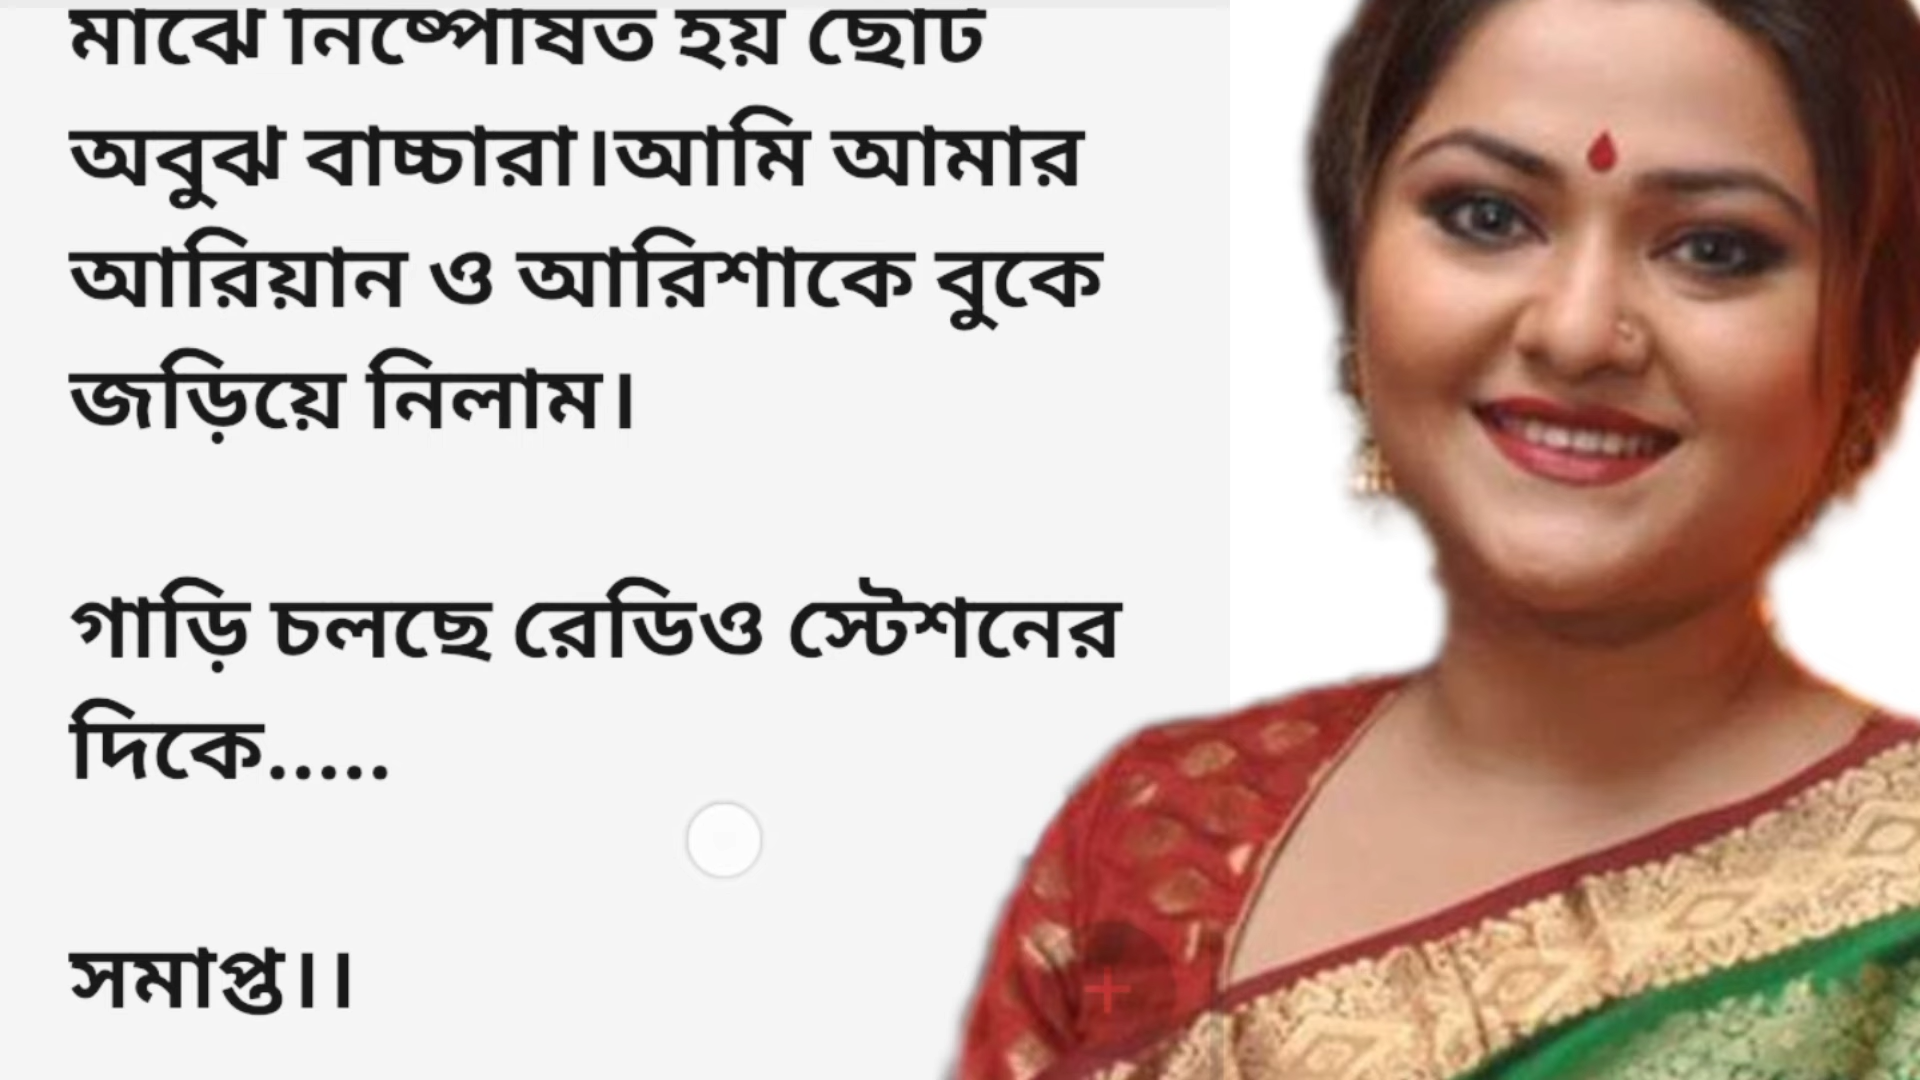 মাঝে নিষ্পেষিত হয় ছোট
অবুঝ বাচ্চারা।আমি আমার
আরিয়ান ও আরিশাকে বুকে
জড়িয়ে নিলাম।
গাড়ি চলছে রেডিও স্টেশনের
দিকে.....
সমাপ্ত।।